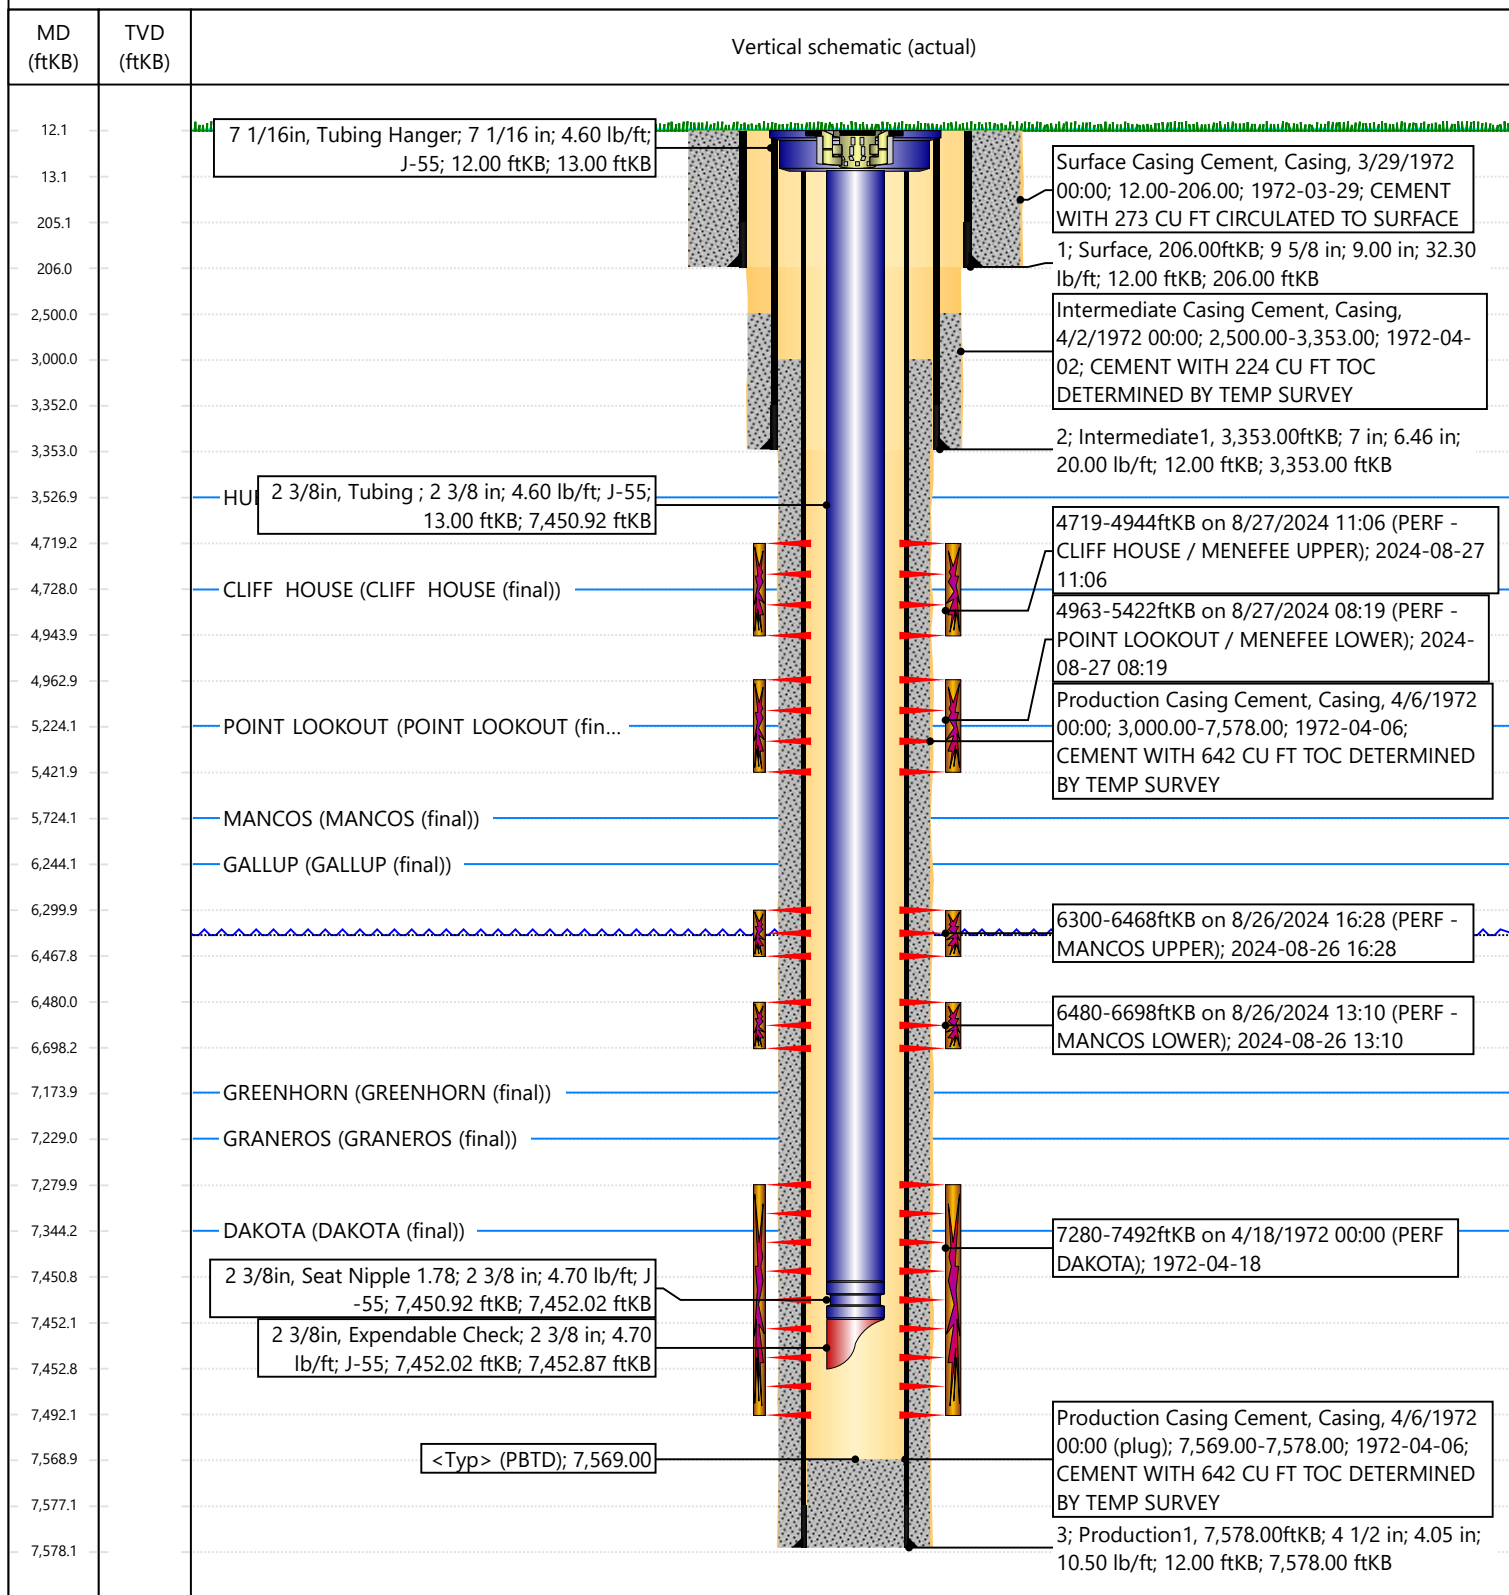 MD
(ftKB)
TVD
(ftKB)
Vertical schematic (actual)
12.1
13.1
205.1
206.0
2,500.0
3,000.0
3,352.0
3,353.0
3,526.9
4,719.2
4,728.0
4,943.9
4,962.9
5,224.1
5,421.9
5,724.1
6,244.1
6,299.9
6,467.8
6,480.0
6,698.2
7,173.9
7,229.0
7,279.9
7,344.2
7,450.8
7,452.1
7,452.8
7,492.1
7,568.9
7,577.1
7,578.1
7 1/16in, Tubing Hanger; 7 1/16 in; 4.60 lb/ft;
J-55; 12.00 ftKB; 13.00 ftKB
2 3/8in, Tubing ; 2 3/8 in; 4.60 lb/ft; J-55;
13.00 ftKB; 7,450.92 ftKB
CLIFF HOUSE (CLIFF HOUSE (final))
POINT LOOKOUT (POINT LOOKOUT (fin...
MANCOS (MANCOS (final))
GALLUP (GALLUP (final))
GREENHORN (GREENHORN (final))
GRANEROS (GRANEROS (final))
DAKOTA (DAKOTA (final))
2 3/8in, Seat Nipple 1.78; 2 3/8 in; 4.70 lb/ft; J
-55; 7,450.92 ftKB; 7,452.02 ftKB
2 3/8in, Expendable Check; 2 3/8 in; 4.70
lb/ft; J-55; 7,452.02 ftKB; 7,452.87 ftKB
<Typ> (PBTD); 7,569.00
Surface Casing Cement, Casing, 3/29/1972
00:00; 12.00-206.00; 1972-03-29; CEMENT
WITH 273 CU FT CIRCULATED TO SURFACE
1; Surface, 206.00ftKB; 9 5/8 in; 9.00 in; 32.30
lb/ft; 12.00 ftKB; 206.00 ftKB
Intermediate Casing Cement, Casing,
4/2/1972 00:00; 2,500.00-3,353.00; 1972-04-
02; CEMENT WITH 224 CU FT TOC
DETERMINED BY TEMP SURVEY
2; Intermediate1, 3,353.00ftKB; 7 in; 6.46 in;
20.00 lb/ft; 12.00 ftKB; 3,353.00 ftKB
4719-4944ftKB on 8/27/2024 11:06 (PERF -
CLIFF HOUSE / MENEFEE UPPER); 2024-08-27
11:06
4963-5422ftKB on 8/27/2024 08:19 (PERF -
POINT LOOKOUT / MENEFEE LOWER); 2024-
08-27 08:19
Production Casing Cement, Casing, 4/6/1972
00:00; 3,000.00-7,578.00; 1972-04-06;
CEMENT WITH 642 CU FT TOC DETERMINED
BY TEMP SURVEY
6300-6468ftKB on 8/26/2024 16:28 (PERF -
MANCOS UPPER); 2024-08-26 16:28
6480-6698ftKB on 8/26/2024 13:10 (PERF -
MANCOS LOWER); 2024-08-26 13:10
7280-7492ftKB on 4/18/1972 00:00 (PERF
DAKOTA); 1972-04-18
Production Casing Cement, Casing, 4/6/1972
00:00 (plug); 7,569.00-7,578.00; 1972-04-06;
CEMENT WITH 642 CU FT TOC DETERMINED
BY TEMP SURVEY
3; Production1, 7,578.00ftKB; 4 1/2 in; 4.05 in;
10.50 lb/ft; 12.00 ftKB; 7,578.00 ftKB